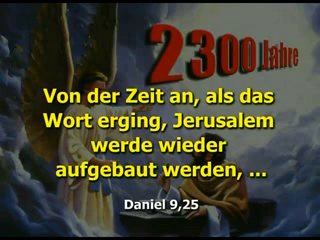 2300 Jahre
Von der Zeit an, als das
Wort erging, Jerusalem
werde wieder
aufgebaut werden, ...
Daniel 9,25